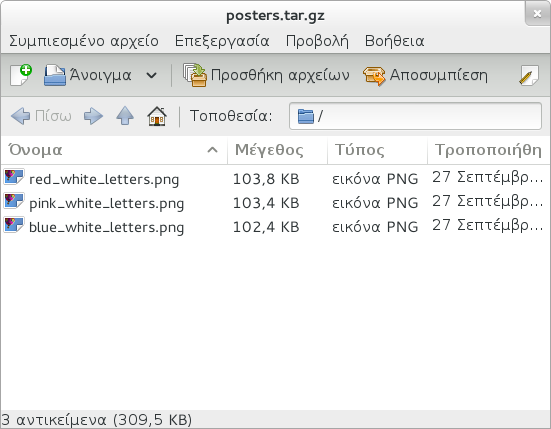 posters.tar.gz
Συμπιεσμένο αρχείο Επεξεργασία Προβολή Βοήθεια
Άνοιγμα Προσθήκη αρχείων Αποσυμπίεση
Πίσω Τοποθεσία: /
Όνομα Μέγεθος Τύπος Τροποποιήθη
red_white_letters.png 103,8 KB εικόνα PNG 27 Σεπτέμβρ...
pink_white_letters.png 103,4 KB εικόνα PNG 27 Σεπτέμβρ...
blue_white_letters.png 102,4 KB εικόνα PNG 27 Σεπτέμβρ...
3 αντικείμενα (309,5 KB)